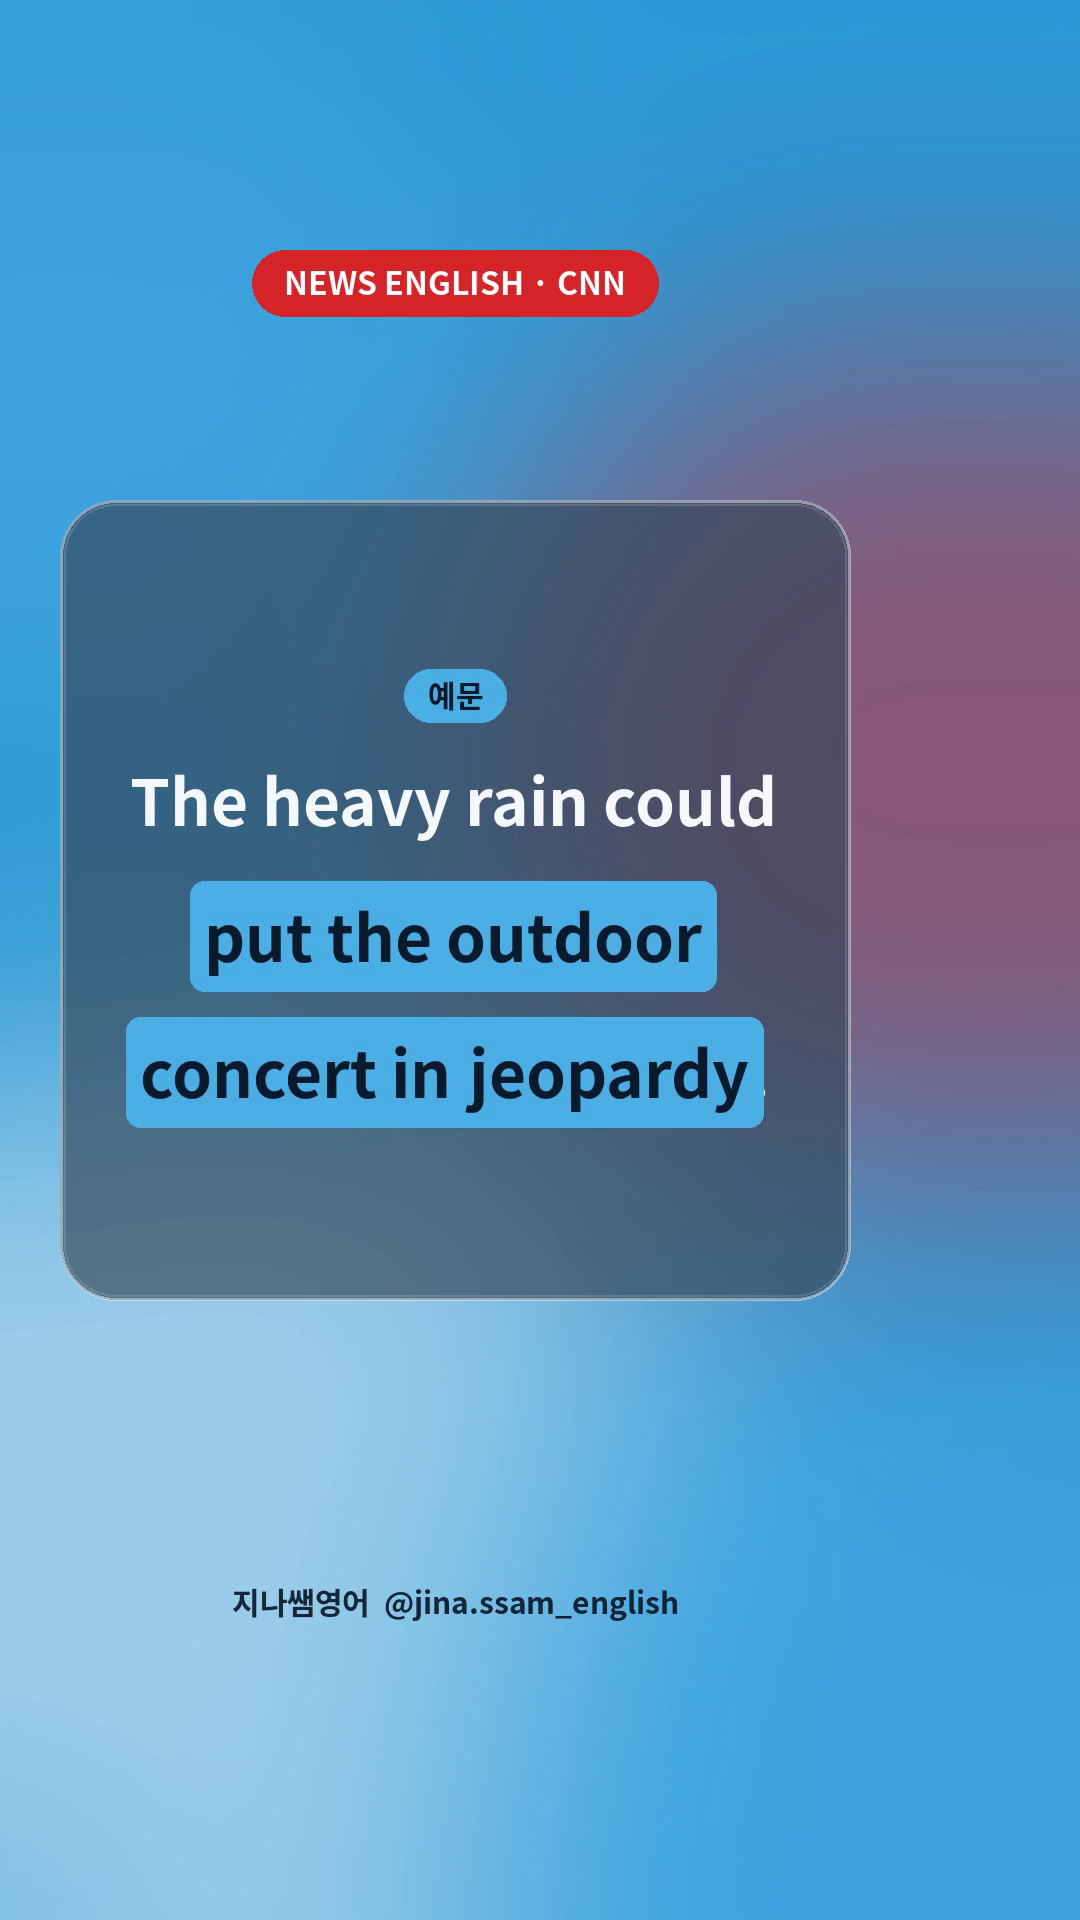 NEWS ENGLISH · CNN
예문
The heavy rain could
put the outdoor
concert in jeopardy.
지나쌤영어 @jina.ssam_english